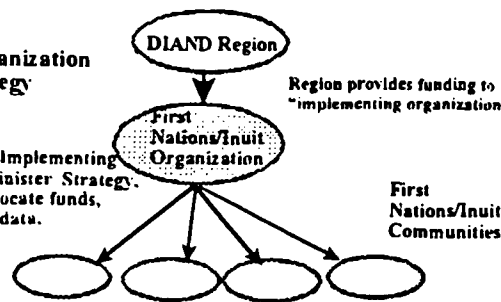 DIAND Region
anization
egy
Region provides funding to
"implementing organization
First
Nations/Inuit
Organization
Implementing
inister Strategy.
ocate funds,
data.
First
Nations/Inuit
Communities